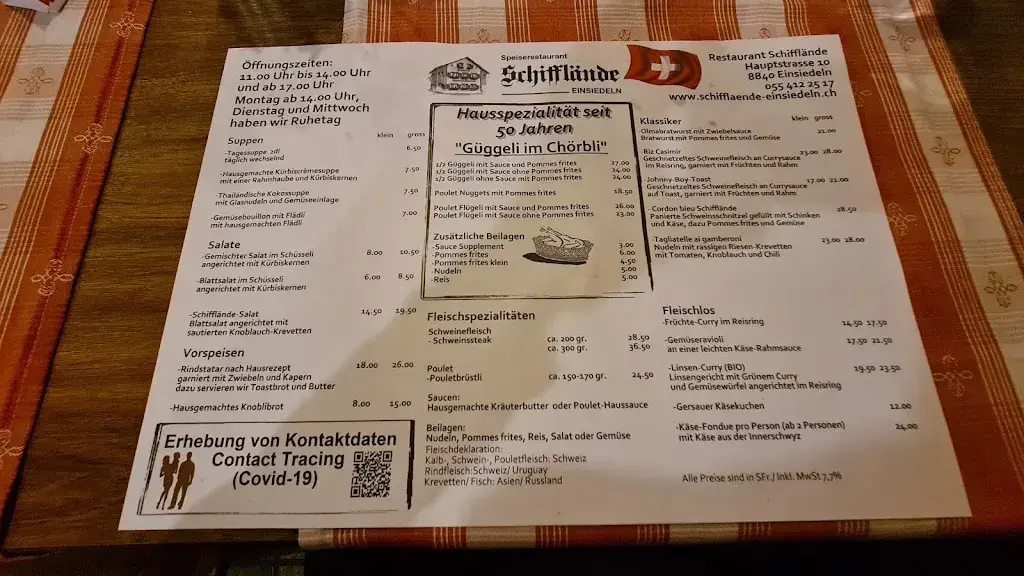 Öffnungszeiten:
11.00 Uhr bis 14.00 Uhr
und ab 17.00 Uhr
Montag ab 14.00 Uhr,
Dienstag und Mittwoch
haben wir Ruhetag
Speiserestaurant
Schifflände
EINSIEDELN
Restaurant Schifflände
Hauptstrasse 10
8840 Einsiedeln
055 412 25 17
www.schifflaende-einsiedeln.ch
Suppen klein gross
-Tagessuppe 2dl 6.50
täglich wechselnd
-Hausgemachte Kürbiscrèmesuppe 7.50
mit einer Rahmhaube und Kürbiskernen
-Thailändische Kokossuppe 7.50
mit Glasnudeln und Gemüseeinlage
-Gemüsebouillon mit Flädli 7.00
mit hausgemachten Flädli
Salate
-Gemischter Salat im Schüsseli 8.00 10.50
angerichtet mit Kürbiskernen
-Blattsalat im Schüsseli 6.00 8.50
angerichtet mit Kürbiskernen
-Schifflände-Salat 14.50 19.50
Blattsalat angerichtet mit
sautierten Knoblauch-Krevetten
Vorspeisen
-Rindstatar nach Hausrezept 18.00 26.00
garniert mit Zwiebeln und Kapern
dazu servieren wir Toastbrot und Butter
-Hausgemachtes Knoblibrot 8.00 15.00
Erhebung von Kontaktdaten
Contact Tracing
(Covid-19)
Hausspezialität seit
50 Jahren
"Güggeli im Chörbli"
1/2 Güggeli mit Sauce und Pommes frites 27.00
1/2 Güggeli ohne Sauce mit Pommes frites 24.00
1/2 Güggeli ohne Pommes frites 24.00
Poulet Nuggets mit Pommes frites 18.50
Poulet Flügeli mit Sauce und Pommes frites 26.00
Poulet Flügeli mit Sauce ohne Pommes frites 23.00
Zusätzliche Beilagen
-Sauce Supplement 3.00
-Pommes frites 6.00
-Pommes frites klein 4.50
-Nudeln 5.00
-Reis 5.00
Fleischspezialitäten
Schweinefleisch
- Schweinssteak ca. 200 gr. 28.50
ca. 300 gr. 36.50
Poulet
-Pouletbrüstli ca. 150-170 gr. 24.50
Saucen:
Hausgemachte Kräuterbutter oder Poulet-Haussauce
Beilagen:
Nudeln, Pommes frites, Reis, Salat oder Gemüse
Fleischdeklaration:
Kalb-, Schwein-, Pouletfleisch: Schweiz
Rindfleisch:Schweiz/ Uruguay
Krevetten/ Fisch: Asien/ Russland
Klassiker klein gross
-Olmabratwurst mit Zwiebelsauce 21.00
Bratwurst mit Pommes frites und Gemüse
-Riz Casimir 23.00 28.00
Geschnetzeltes Schweinefleisch an Currysauce
im Reisring, garniert mit Früchten und Rahm
-Johnny-Boy-Toast 17.00 21.00
Geschnetzeltes Schweinefleisch an Currysauce
auf Toast, garniert mit Früchten und Rahm
- Cordon bleu Schifflände 28.50
Panierte Schweinsschnitzel gefüllt mit Schinken
und Käse, dazu Pommes frites und Gemüse
-Tagliatelle ai gamberoni 23.00 28.00
Nudeln mit rassigen Riesen-Krevetten
mit Tomaten, Knoblauch und Chili
Fleischlos
-Früchte-Curry im Reisring 14.50 17.50
-Gemüseravioli 17.50 21.50
an einer leichten Käse-Rahmsauce
-Linsen-Curry (BIO) 19.50 23.50
Linsengericht mit Grünem Curry
und Gemüsewürfel angerichtet im Reisring
-Gersauer Käsekuchen 12.00
-Käse-Fondue pro Person (ab 2 Personen) 24.00
mit Käse aus der Innerschwyz
Alle Preise sind in SFr./ Inkl. MwSt 7,7%